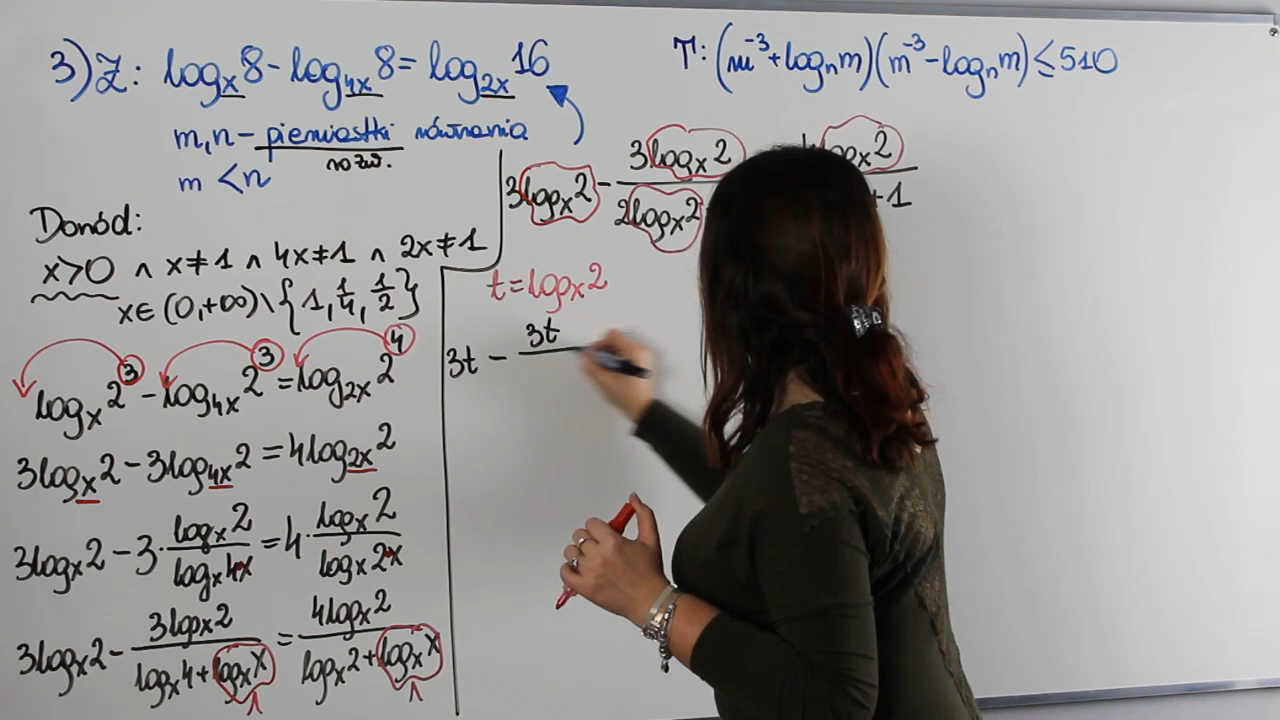 3) Z: log_x 8 - log_4x 8 = log_2x 16
m,n - pierwiastki równania
rozw.
m < n
T: (m^-3 + log_n m)(m^-3 - log_n m) ≤ 510
Dowód:
x>0 ∧ x≠1 ∧ 4x≠1 ∧ 2x≠1
x∈(0,+∞)\{1, 1/4, 1/2}
log_x 2^3 - log_4x 2^3 = log_2x 2^4
3log_x 2 - 3log_4x 2 = 4log_2x 2
3log_x 2 - 3·(log_x 2)/(log_x 4x) = 4·(log_x 2)/(log_x 2x)
3log_x 2 - (3log_x 2)/(log_x 4 + log_x x) = (4log_x 2)/(log_x 2 + log_x x)
1 1
3log_x 2 - (3log_x 2)/(2log_x 2 log_x 2 +1
t = log_x 2
3t - 3t